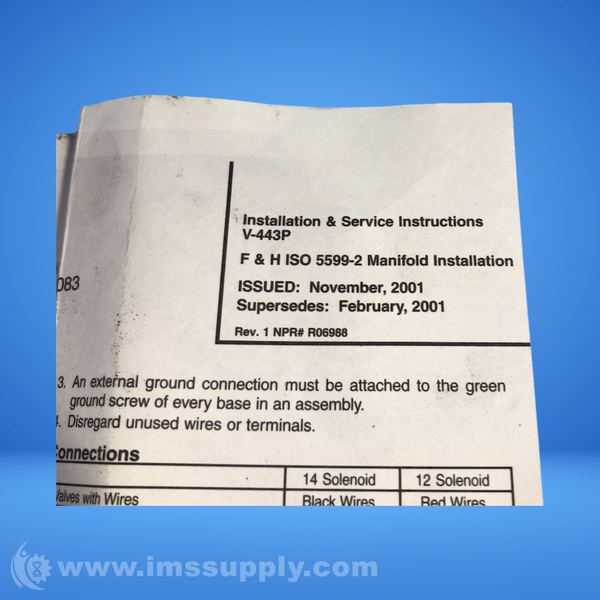 Installation & Service Instructions
V-443P
F & H ISO 5599-2 Manifold Installation
ISSUED: November, 2001
Supersedes: February, 2001
Rev. 1 NPR# R06988
083
3. An external ground connection must be attached to the green
ground screw of every base in an assembly.
4. Disregard unused wires or terminals.
Connections
14 Solenoid 12 Solenoid
Valves with Wires Black Wires Red Wires
www.imssupply.com